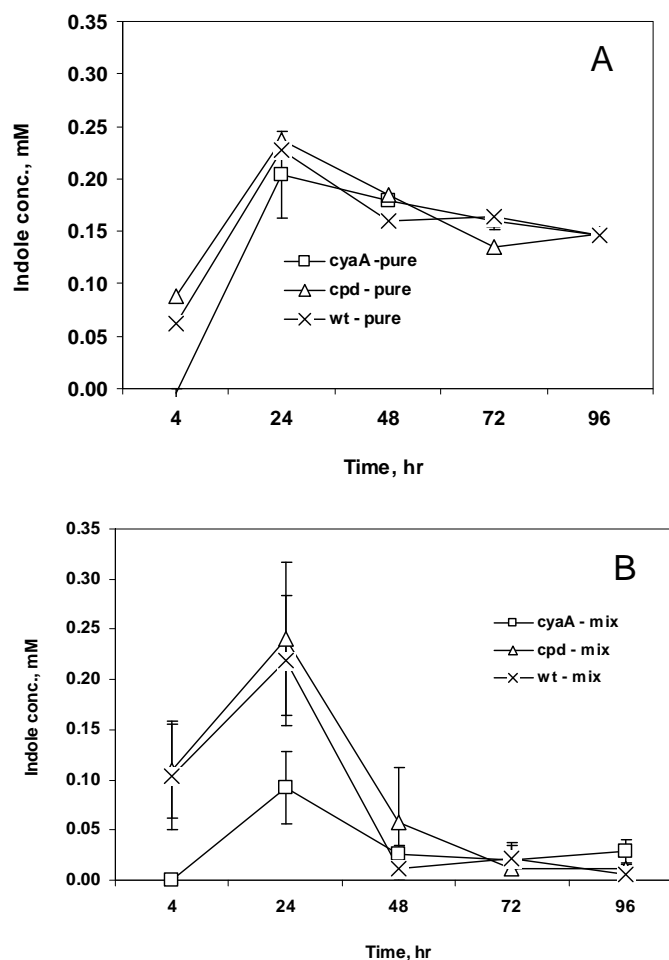 0.35
A
0.30
0.25
0.20
0.15
0.10
0.05
0.00
Indole conc., mM
cyaA -pure
cpd - pure
wt - pure
4 24 48 72 96
Time, hr
0.35
B
0.30
0.25
0.20
0.15
0.10
0.05
0.00
Indole conc., mM
cyaA - mix
cpd - mix
wt - mix
4 24 48 72 96
Time, hr